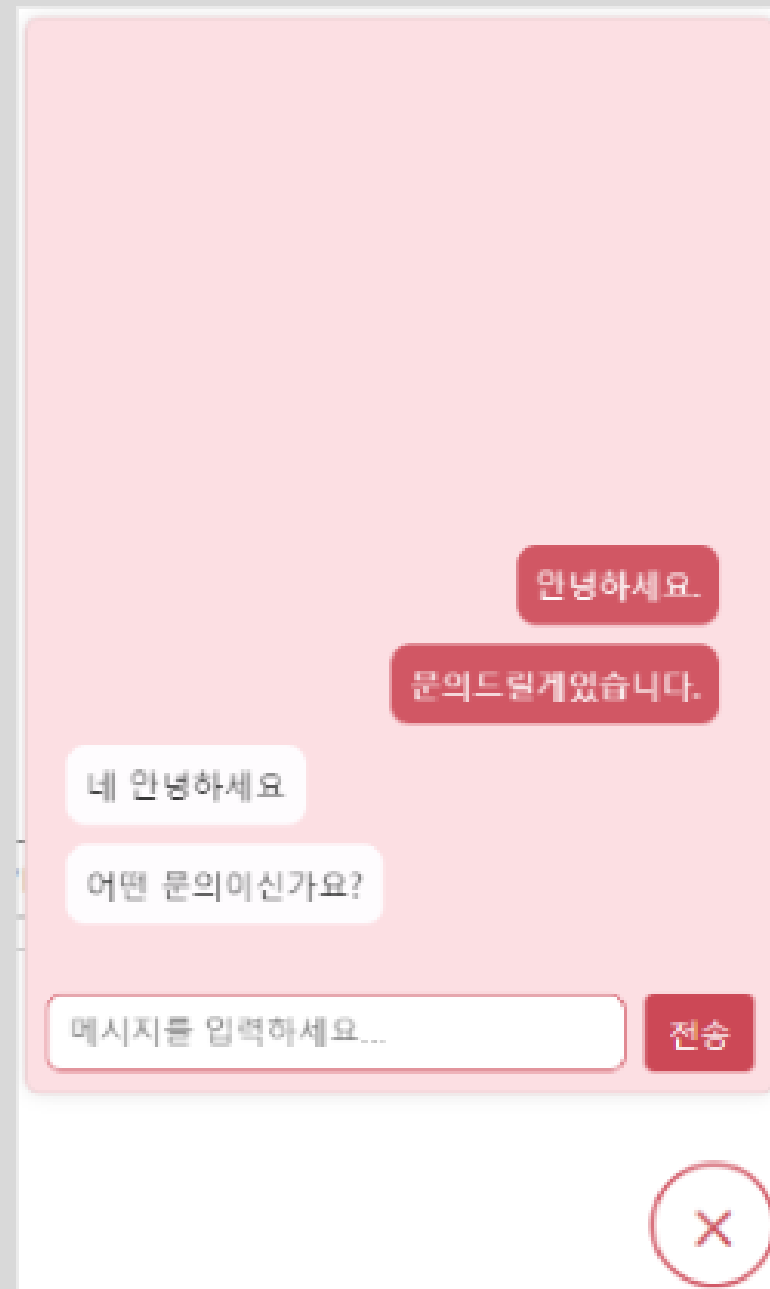 안녕하세요.
문의드릴게있습니다.
네 안녕하세요
어떤 문의이신가요?
메시지를 입력하세요...
전송